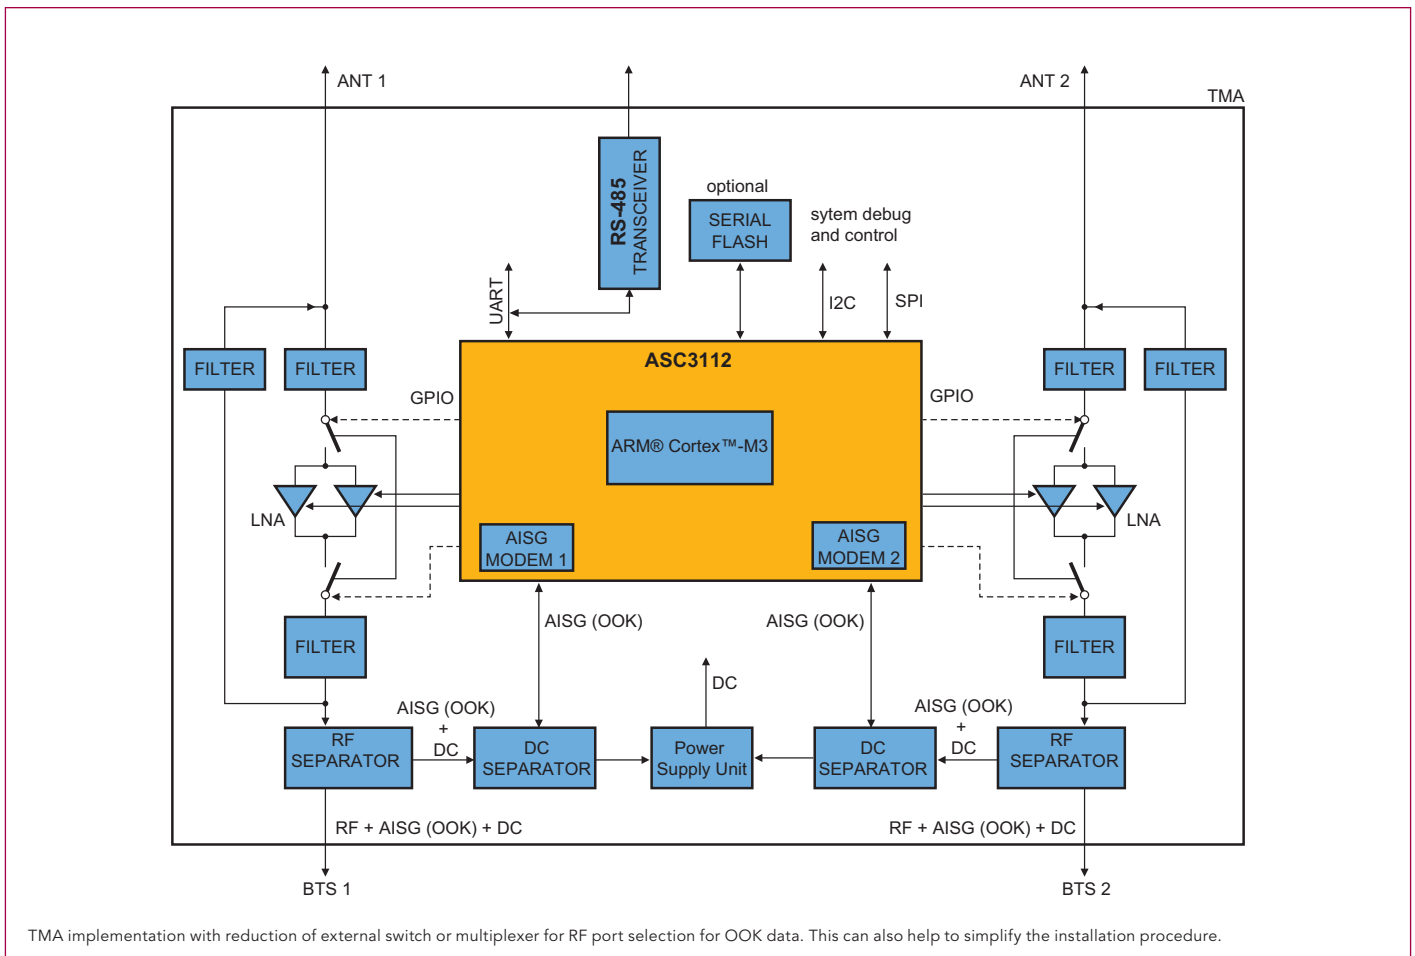 ANT 1
ANT 2
TMA
RS-485
TRANSCEIVER
optional
SERIAL
FLASH
sytem debug
and control
UART
I2C
SPI
FILTER
FILTER
FILTER
FILTER
ASC3112
GPIO
GPIO
ARM® Cortex™-M3
LNA
LNA
AISG
MODEM 1
AISG
MODEM 2
AISG (OOK)
AISG (OOK)
FILTER
FILTER
DC
AISG (OOK)
+
DC
AISG (OOK)
+
DC
RF
SEPARATOR
DC
SEPARATOR
Power
Supply Unit
DC
SEPARATOR
RF
SEPARATOR
RF + AISG (OOK) + DC
RF + AISG (OOK) + DC
BTS 1
BTS 2
TMA implementation with reduction of external switch or multiplexer for RF port selection for OOK data. This can also help to simplify the installation procedure.